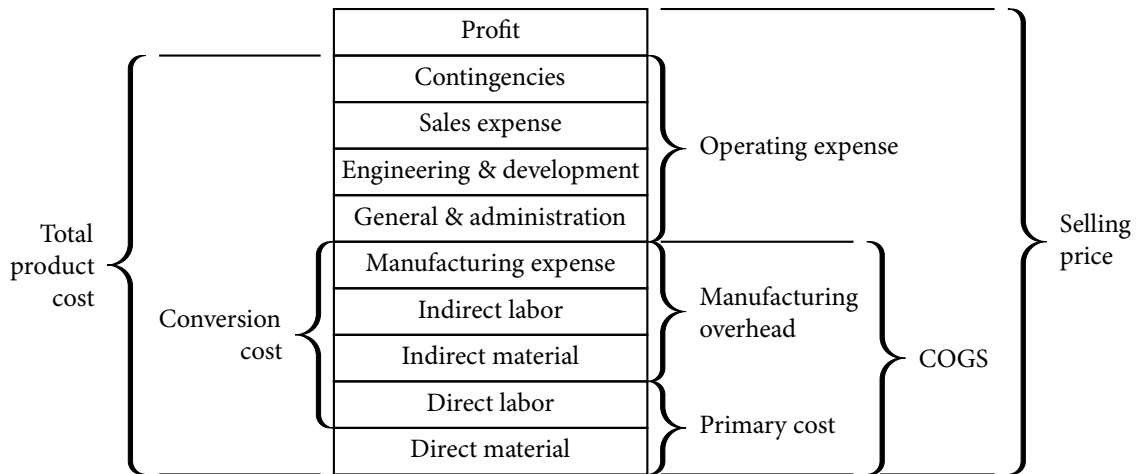 Profit
Contingencies
Sales expense
Engineering & development
General & administration
Manufacturing expense
Indirect labor
Indirect material
Direct labor
Direct material
Total
product
cost
Conversion
cost
Operating expense
Manufacturing
overhead
Primary cost
COGS
Selling
price